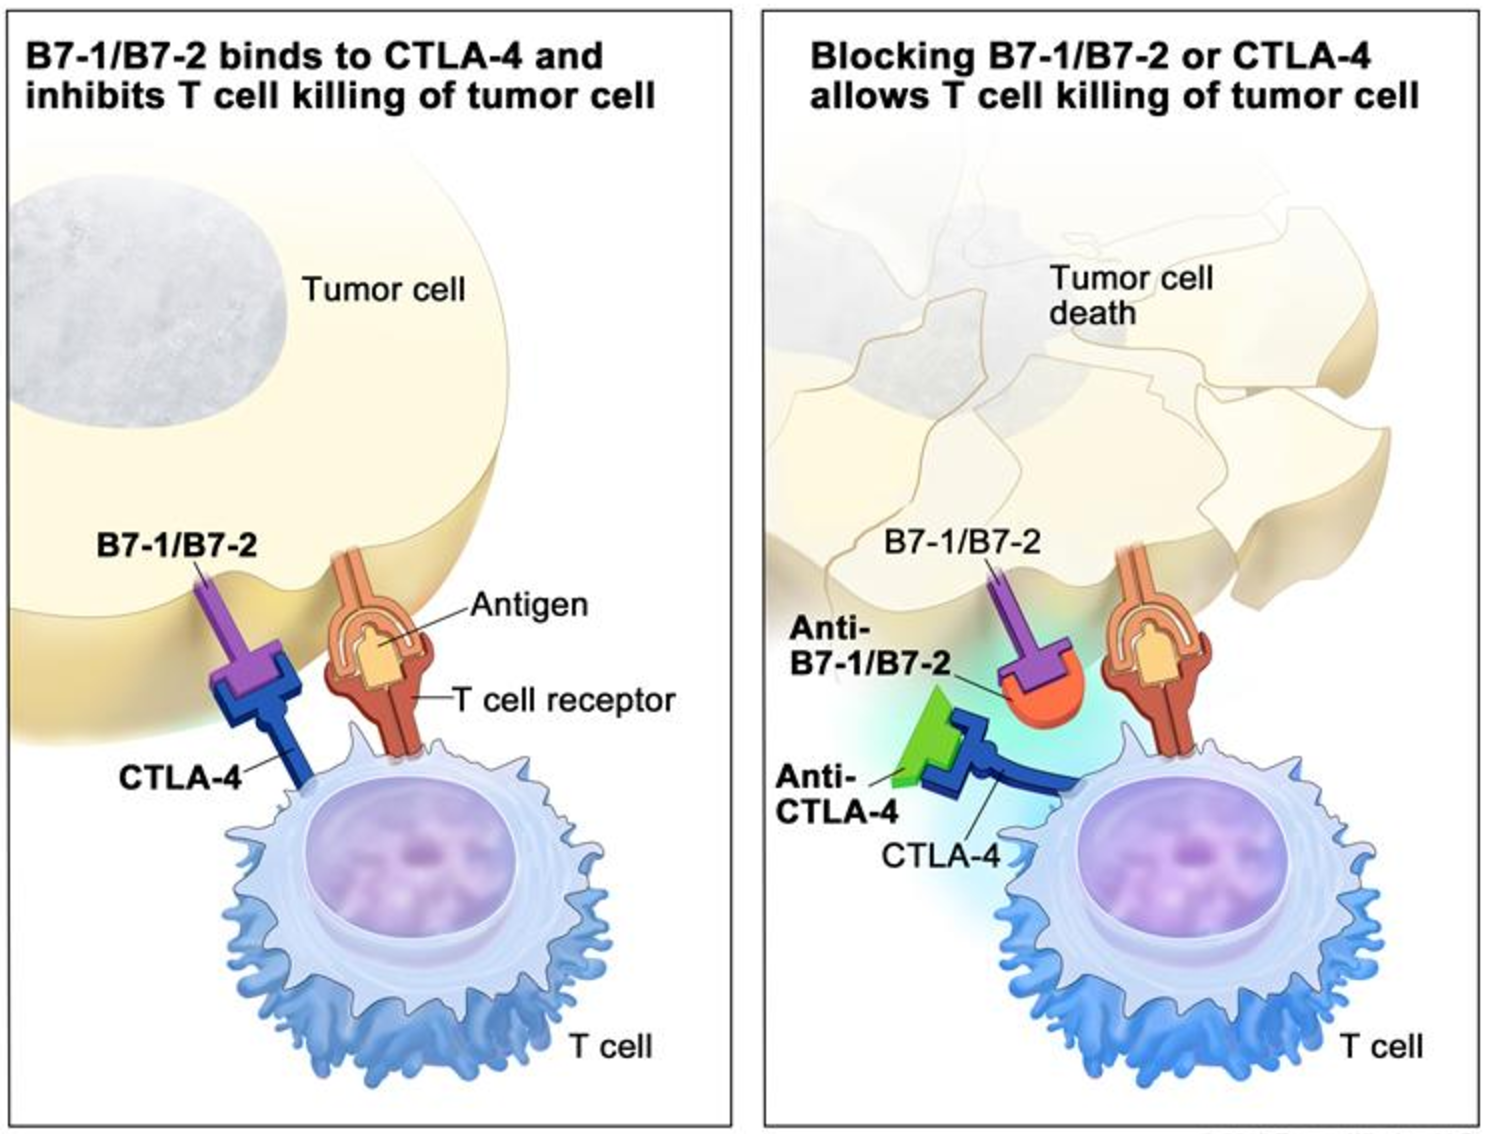 B7-1/B7-2 binds to CTLA-4 and
inhibits T cell killing of tumor cell
Tumor cell
B7-1/B7-2
Antigen
T cell receptor
CTLA-4
T cell
Blocking B7-1/B7-2 or CTLA-4
allows T cell killing of tumor cell
Tumor cell
death
B7-1/B7-2
Anti-
B7-1/B7-2
Anti-
CTLA-4
CTLA-4
T cell